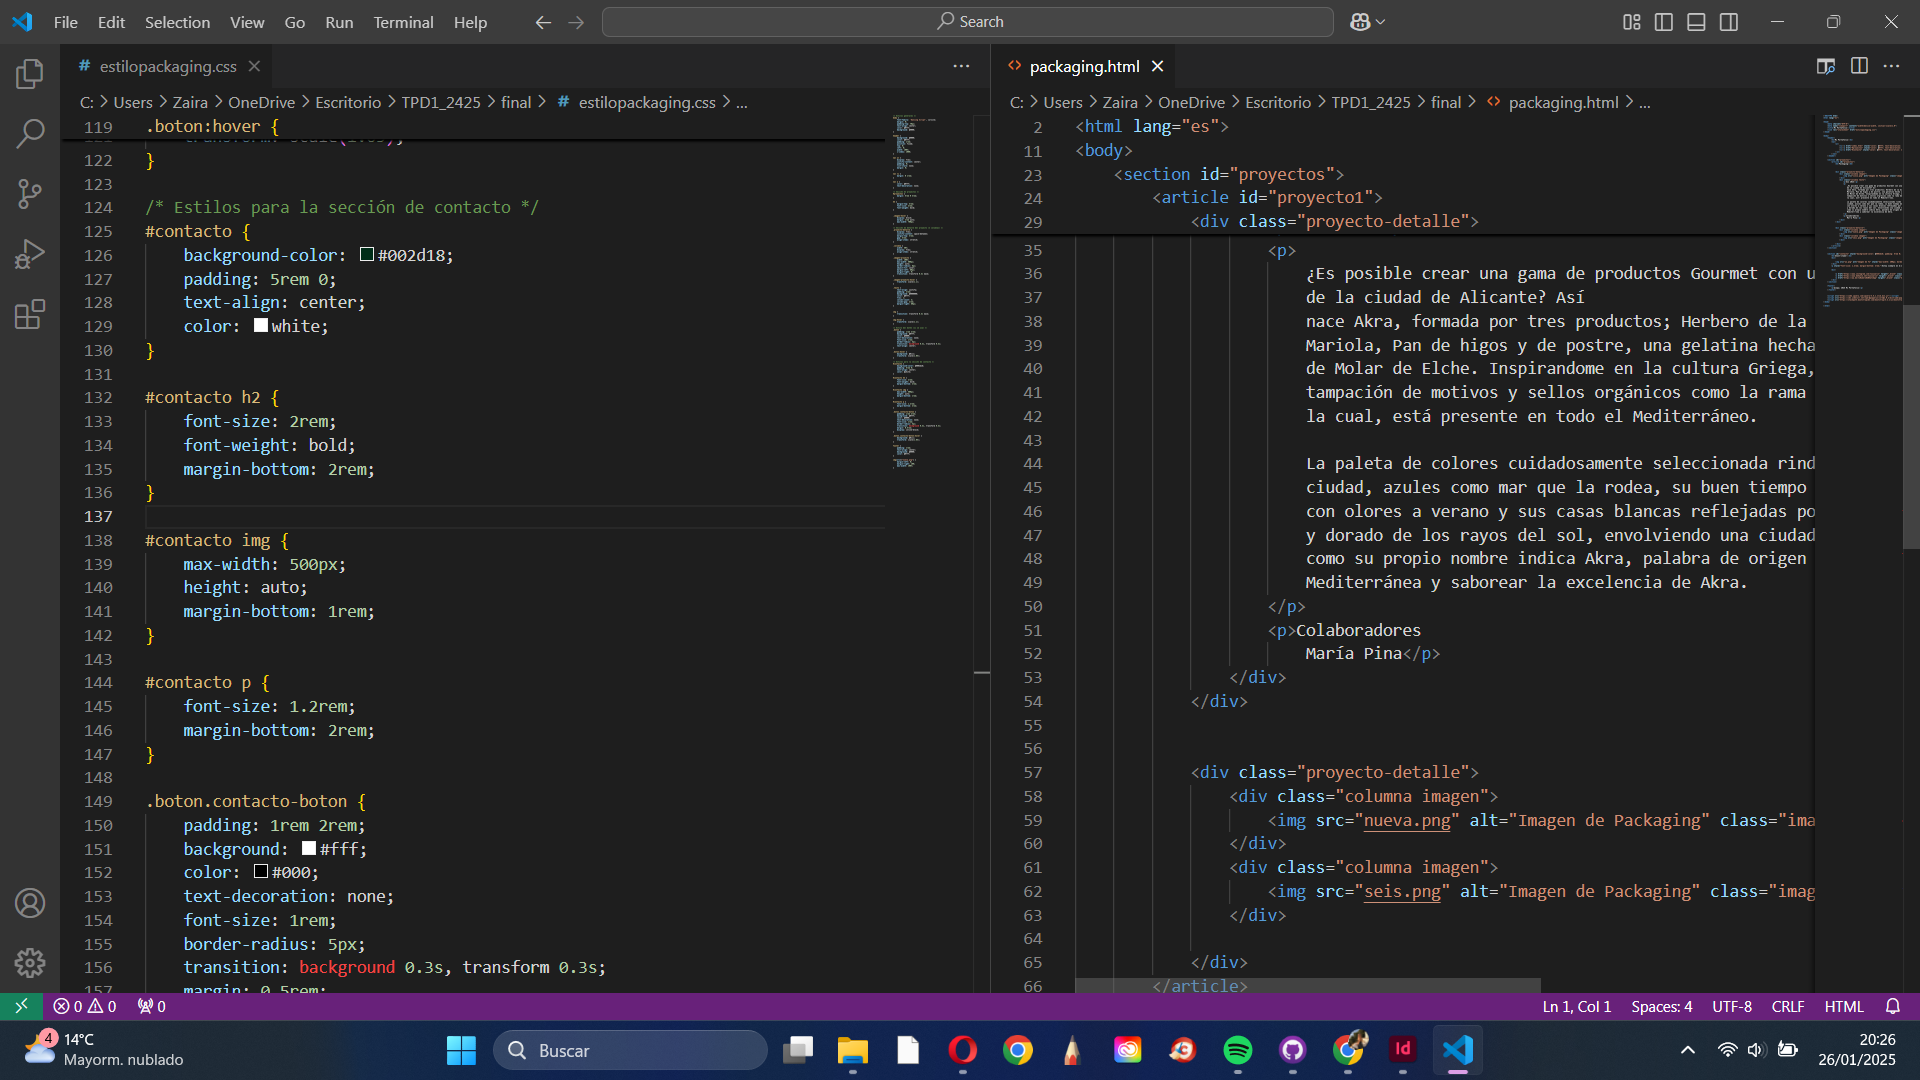 File Edit Selection View Go Run Terminal Help
Search
# estilopackaging.css
packaging.html
C: > Users > Zaira > OneDrive > Escritorio > TPD1_2425 > final > # estilopackaging.css > ...
119 .boton:hover {
122 }
123
124 /* Estilos para la sección de contacto */
125 #contacto {
126 background-color: #002d18;
127 padding: 5rem 0;
128 text-align: center;
129 color: white;
130 }
131
132 #contacto h2 {
133 font-size: 2rem;
134 font-weight: bold;
135 margin-bottom: 2rem;
136 }
137
138 #contacto img {
139 max-width: 500px;
140 height: auto;
141 margin-bottom: 1rem;
142 }
143
144 #contacto p {
145 font-size: 1.2rem;
146 margin-bottom: 2rem;
147 }
148
149 .boton.contacto-boton {
150 padding: 1rem 2rem;
151 background: #fff;
152 color: #000;
153 text-decoration: none;
154 font-size: 1rem;
155 border-radius: 5px;
156 transition: background 0.3s, transform 0.3s;
157 margin: 0.5rem;
C: > Users > Zaira > OneDrive > Escritorio > TPD1_2425 > final > packaging.html > ...
2 <html lang="es">
11 <body>
23 <section id="proyectos">
24 <article id="proyecto1">
29 <div class="proyecto-detalle">
35 <p>
36 ¿Es posible crear una gama de productos Gourmet con u
37 de la ciudad de Alicante? Así
38 nace Akra, formada por tres productos; Herbero de la
39 Mariola, Pan de higos y de postre, una gelatina hecha
40 de Molar de Elche. Inspirandome en la cultura Griega,
41 tampación de motivos y sellos orgánicos como la rama
42 la cual, está presente en todo el Mediterráneo.
43
44 La paleta de colores cuidadosamente seleccionada rind
45 ciudad, azules como mar que la rodea, su buen tiempo
46 con olores a verano y sus casas blancas reflejadas po
47 y dorado de los rayos del sol, envolviendo una ciudad
48 como su propio nombre indica Akra, palabra de origen
49 Mediterránea y saborear la excelencia de Akra.
50 </p>
51 <p>Colaboradores
52 María Pina</p>
53 </div>
54 </div>
55
56
57 <div class="proyecto-detalle">
58 <div class="columna imagen">
59 <img src="nueva.png" alt="Imagen de Packaging" class="ima
60 </div>
61 <div class="columna imagen">
62 <img src="seis.png" alt="Imagen de Packaging" class="imag
63 </div>
64
65 </div>
66 </article>
0 0 0
Ln 1, Col 1 Spaces: 4 UTF-8 CRLF HTML
4
14°C
Mayorm. nublado
Buscar
Id
20:26
26/01/2025